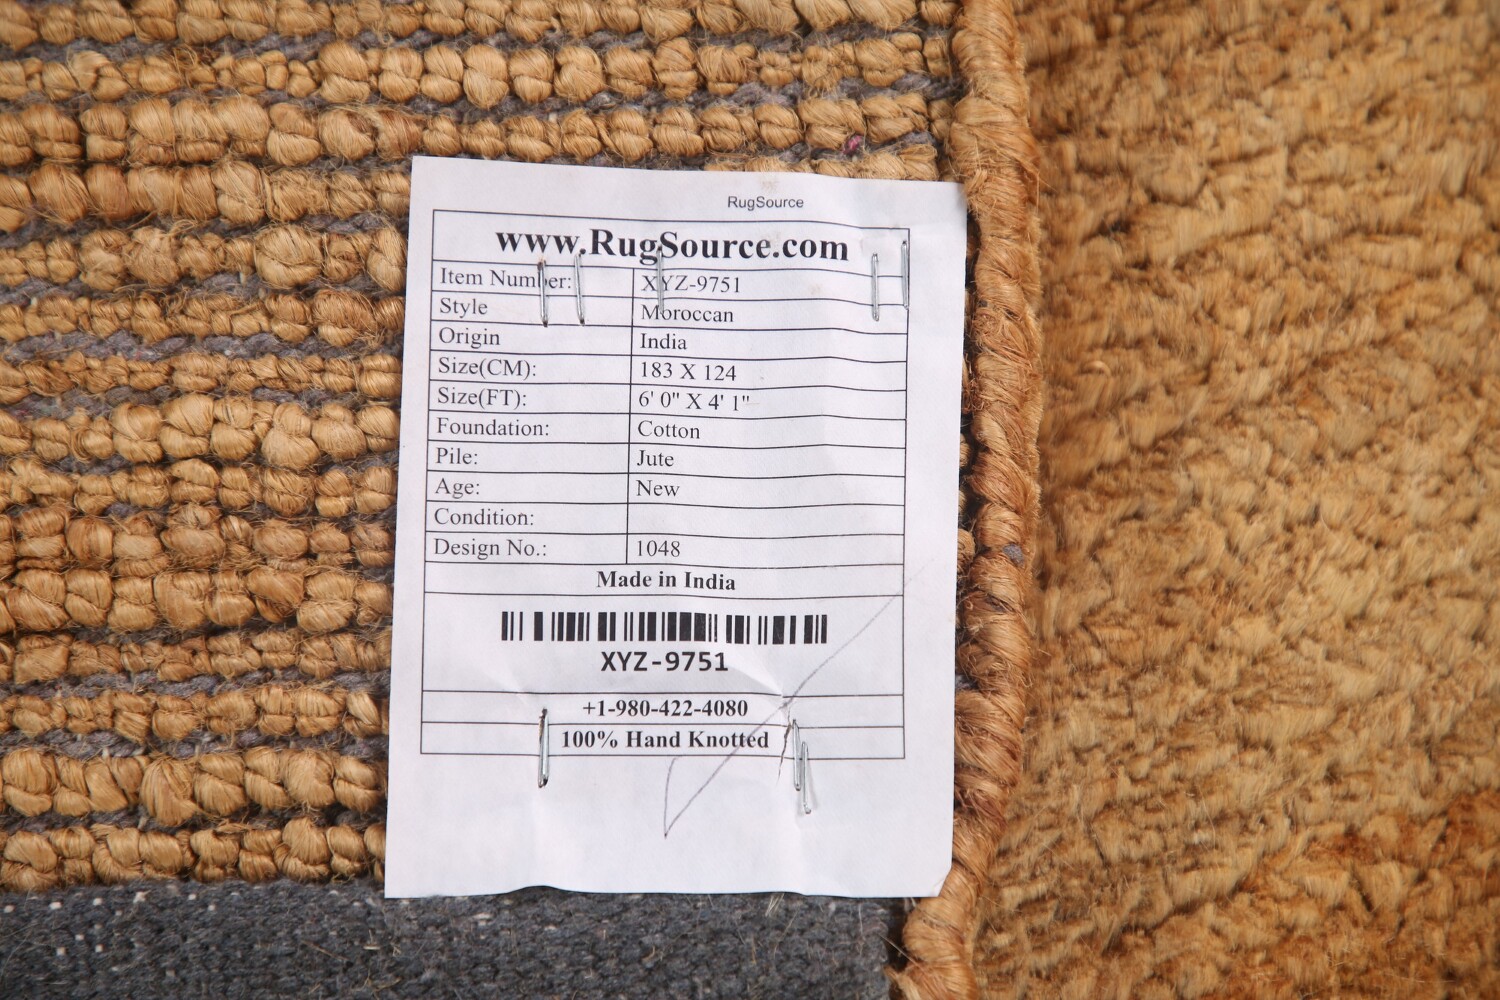 RugSource
www.RugSource.com
Item Number: XYZ-9751
Style Moroccan
Origin India
Size(CM): 183 X 124
Size(FT): 6' 0" X 4' 1"
Foundation: Cotton
Pile: Jute
Age: New
Condition:
Design No.: 1048
Made in India
XYZ-9751
+1-980-422-4080
100% Hand Knotted